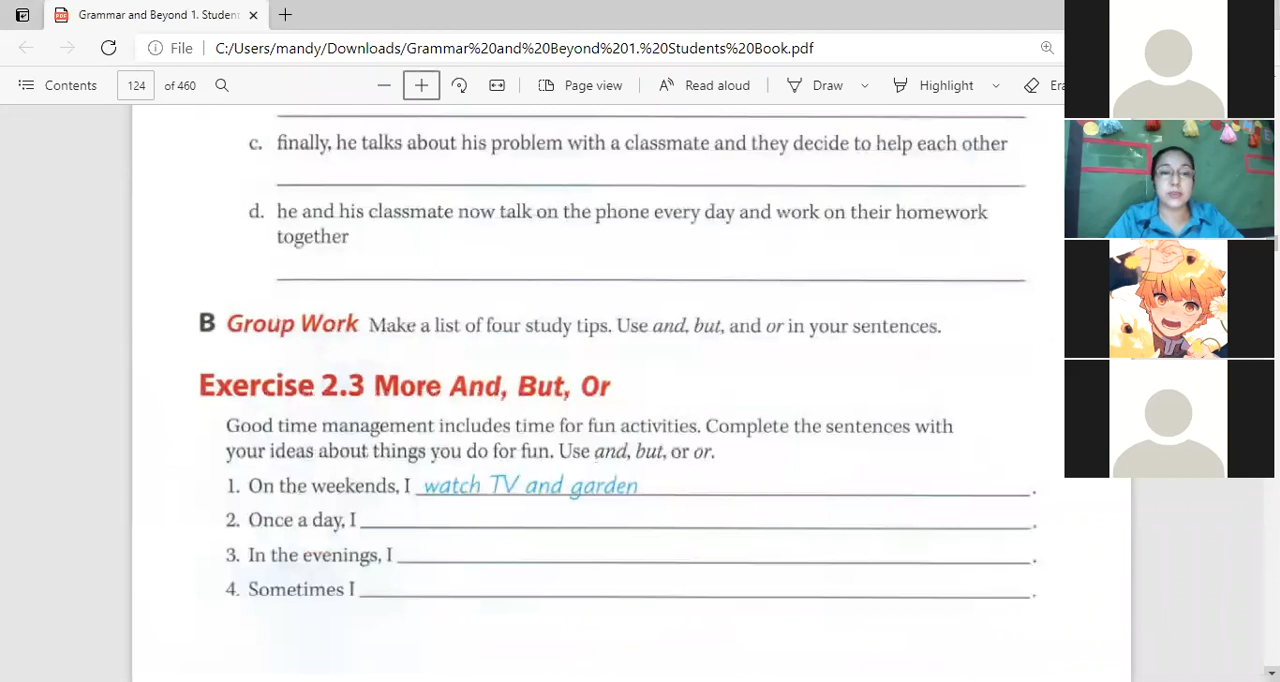 Grammar and Beyond 1. Studen
File
C:/Users/mandy/Downloads/Grammar%20and%20Beyond%201.%20Students%20Book.pdf
Contents
124 of 460
Page view
Read aloud
Draw
Highlight
Era
c. finally, he talks about his problem with a classmate and they decide to help each other
d. he and his classmate now talk on the phone every day and work on their homework
together
B Group Work Make a list of four study tips. Use and, but, and or in your sentences.
Exercise 2.3 More And, But, Or
Good time management includes time for fun activities. Complete the sentences with
your ideas about things you do for fun. Use and, but, or or.
1. On the weekends, I watch TV and garden .
2. Once a day, I .
3. In the evenings, I .
4. Sometimes I .